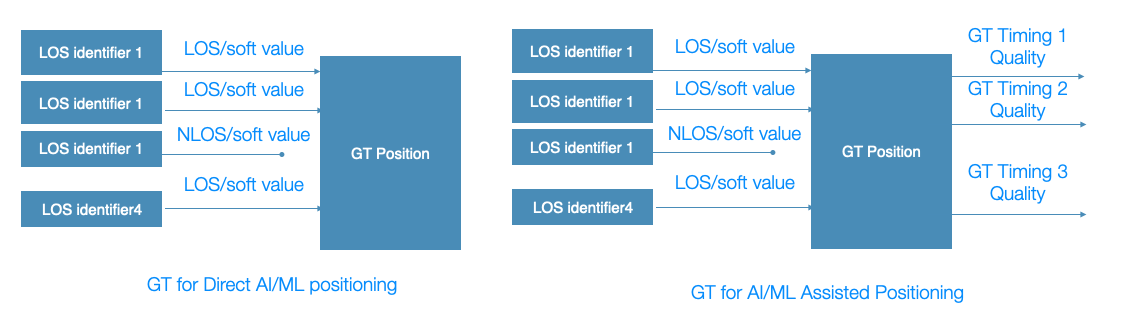 LOS identifier 1
LOS/soft value
LOS identifier 1
LOS/soft value
LOS identifier 1
NLOS/soft value
LOS identifier4
LOS/soft value
GT Position
GT for Direct AI/ML positioning
LOS identifier 1
LOS/soft value
LOS identifier 1
LOS/soft value
LOS identifier 1
NLOS/soft value
LOS identifier4
LOS/soft value
GT Position
GT Timing 1
Quality
GT Timing 2
Quality
GT Timing 3
Quality
GT for AI/ML Assisted Positioning